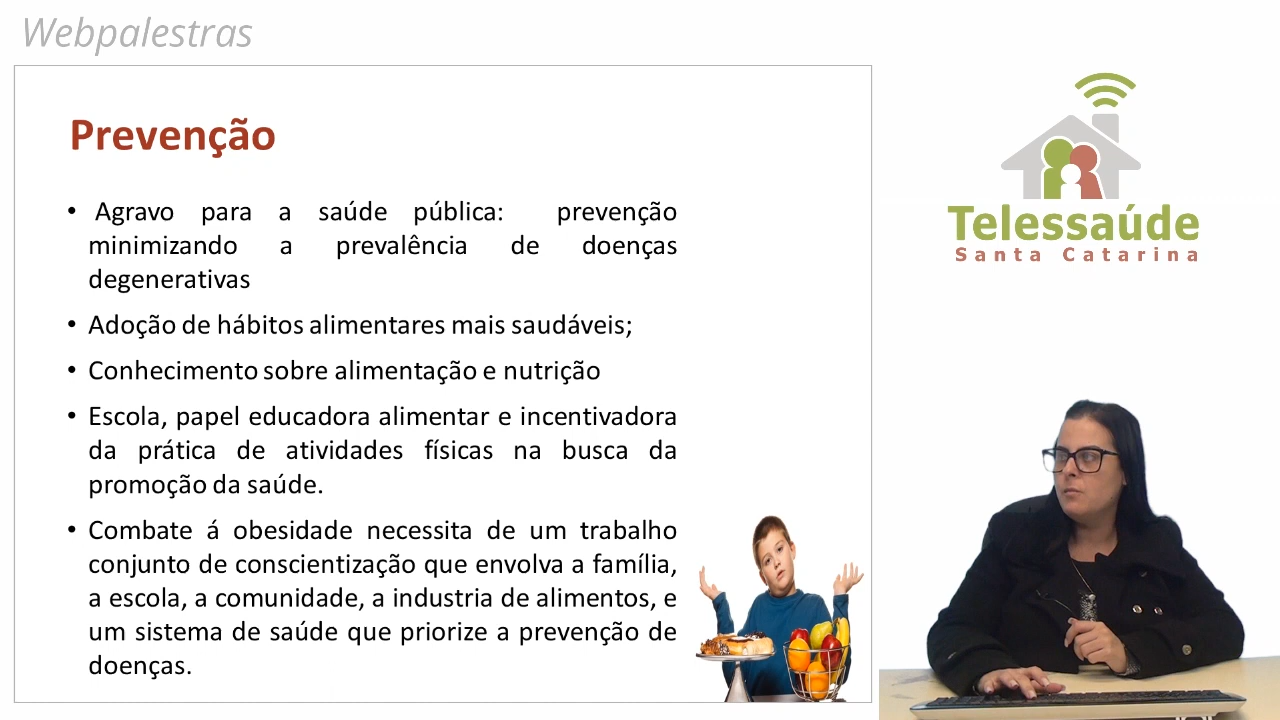 Webpalestras
Prevenção
• Agravo para a saúde pública: prevenção
minimizando a prevalência de doenças
degenerativas
• Adoção de hábitos alimentares mais saudáveis;
• Conhecimento sobre alimentação e nutrição
• Escola, papel educadora alimentar e incentivadora
da prática de atividades físicas na busca da
promoção da saúde.
• Combate á obesidade necessita de um trabalho
conjunto de conscientização que envolva a família,
a escola, a comunidade, a industria de alimentos, e
um sistema de saúde que priorize a prevenção de
doenças.
Telessaúde
Santa Catarina